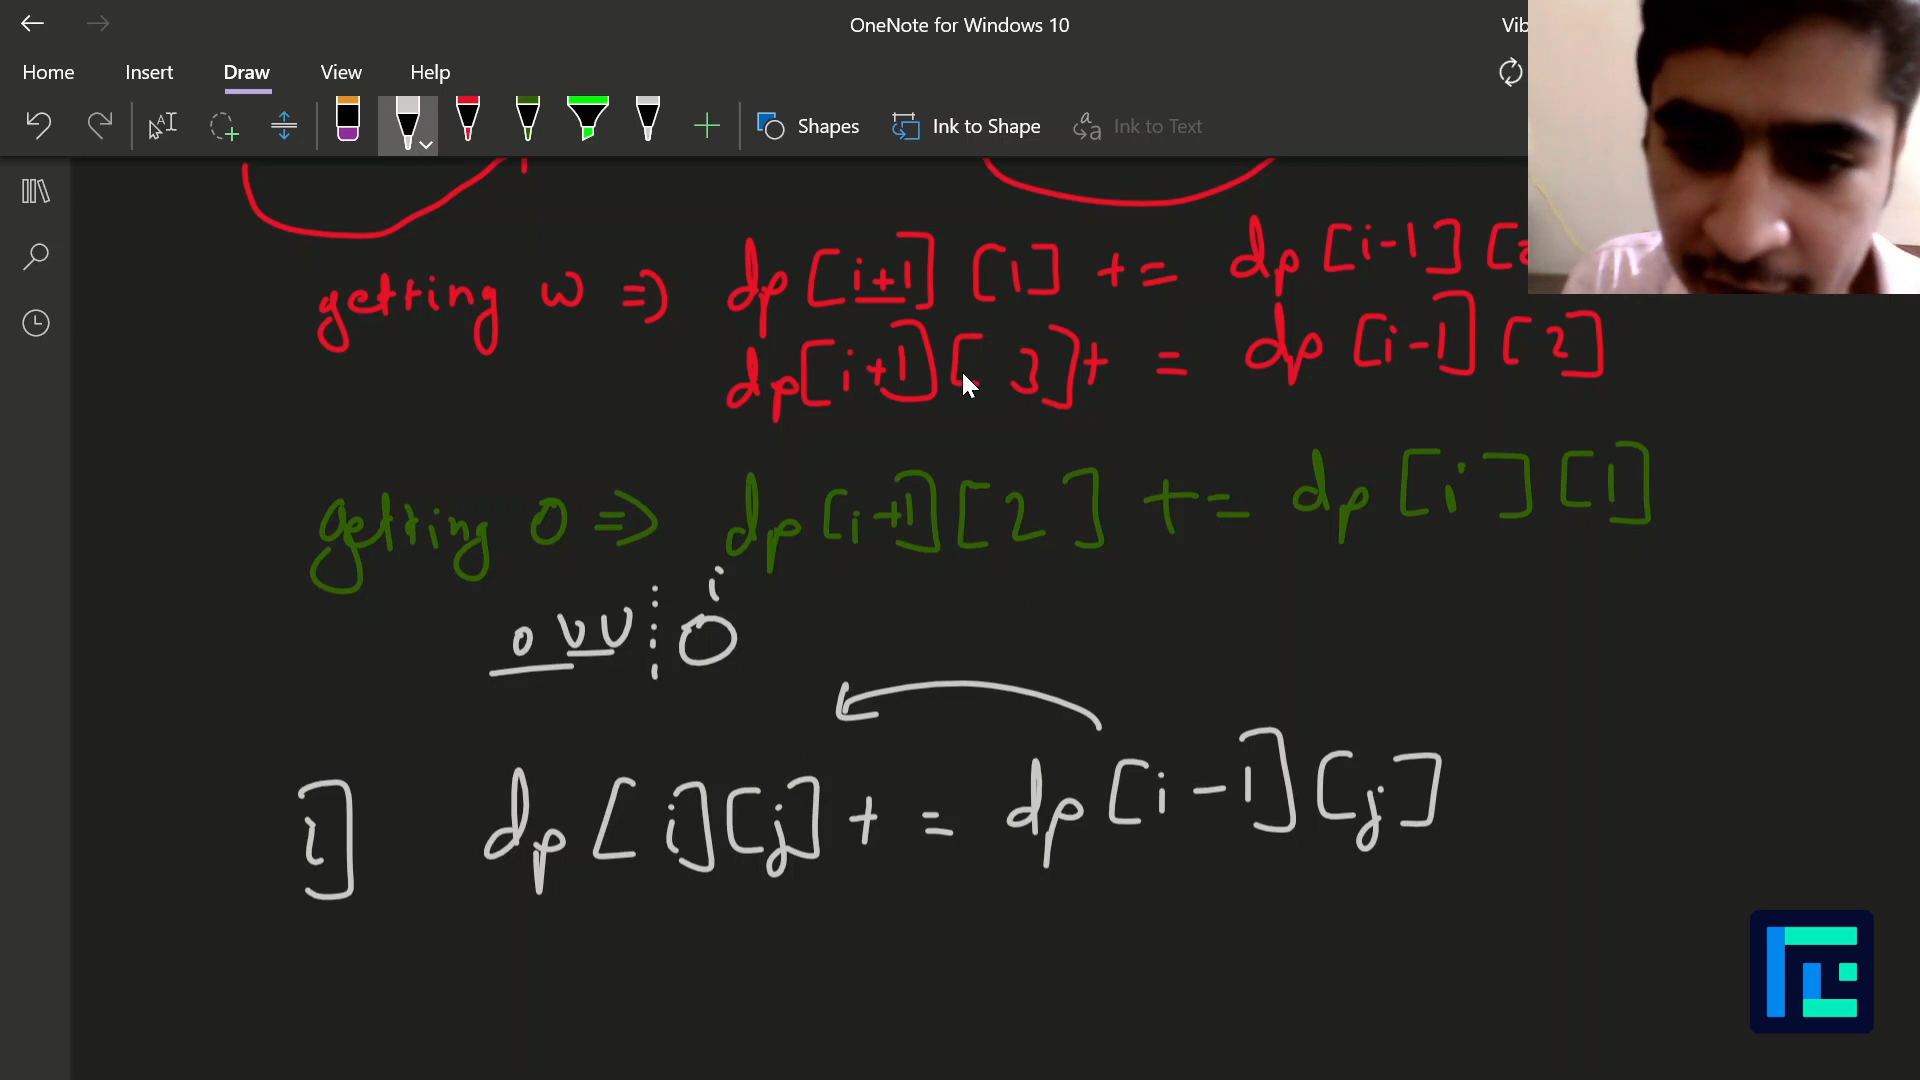 OneNote for Windows 10
Vib
Home Insert Draw View Help
Shapes Ink to Shape Ink to Text
getting w => dp[i+1][1] += dp[i-1][
dp[i+1][3] += dp[i-1][2]
getting o => dp[i+1][2] += dp[i][1]
i
o v v O
i] dp[i][j] += dp[i-1][j]